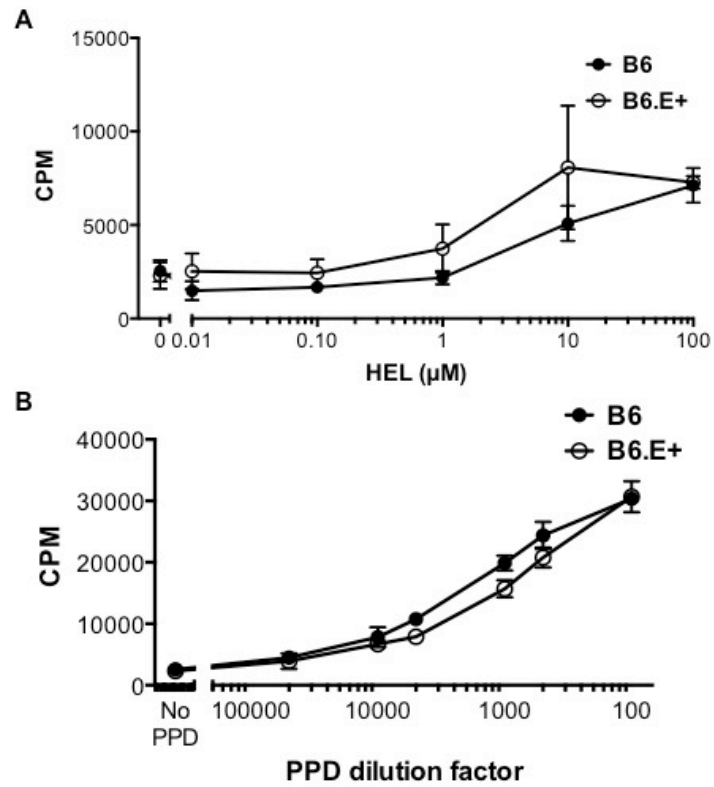 A
15000
B6
B6.E+
10000
CPM
5000
0
0 0.01 0.10 1 10 100
HEL (µM)
B
B6
40000
B6.E+
30000
CPM
20000
10000
0
No 100000 10000 1000 100
PPD
PPD dilution factor